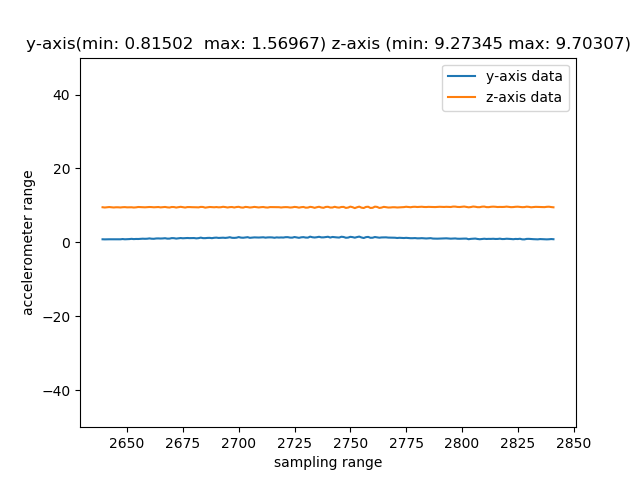 y-axis(min: 0.81502  max: 1.56967) z-axis (min: 9.27345 max: 9.70307)
y-axis data
z-axis data
accelerometer range
40
20
0
−20
−40
2650 2675 2700 2725 2750 2775 2800 2825 2850
sampling range